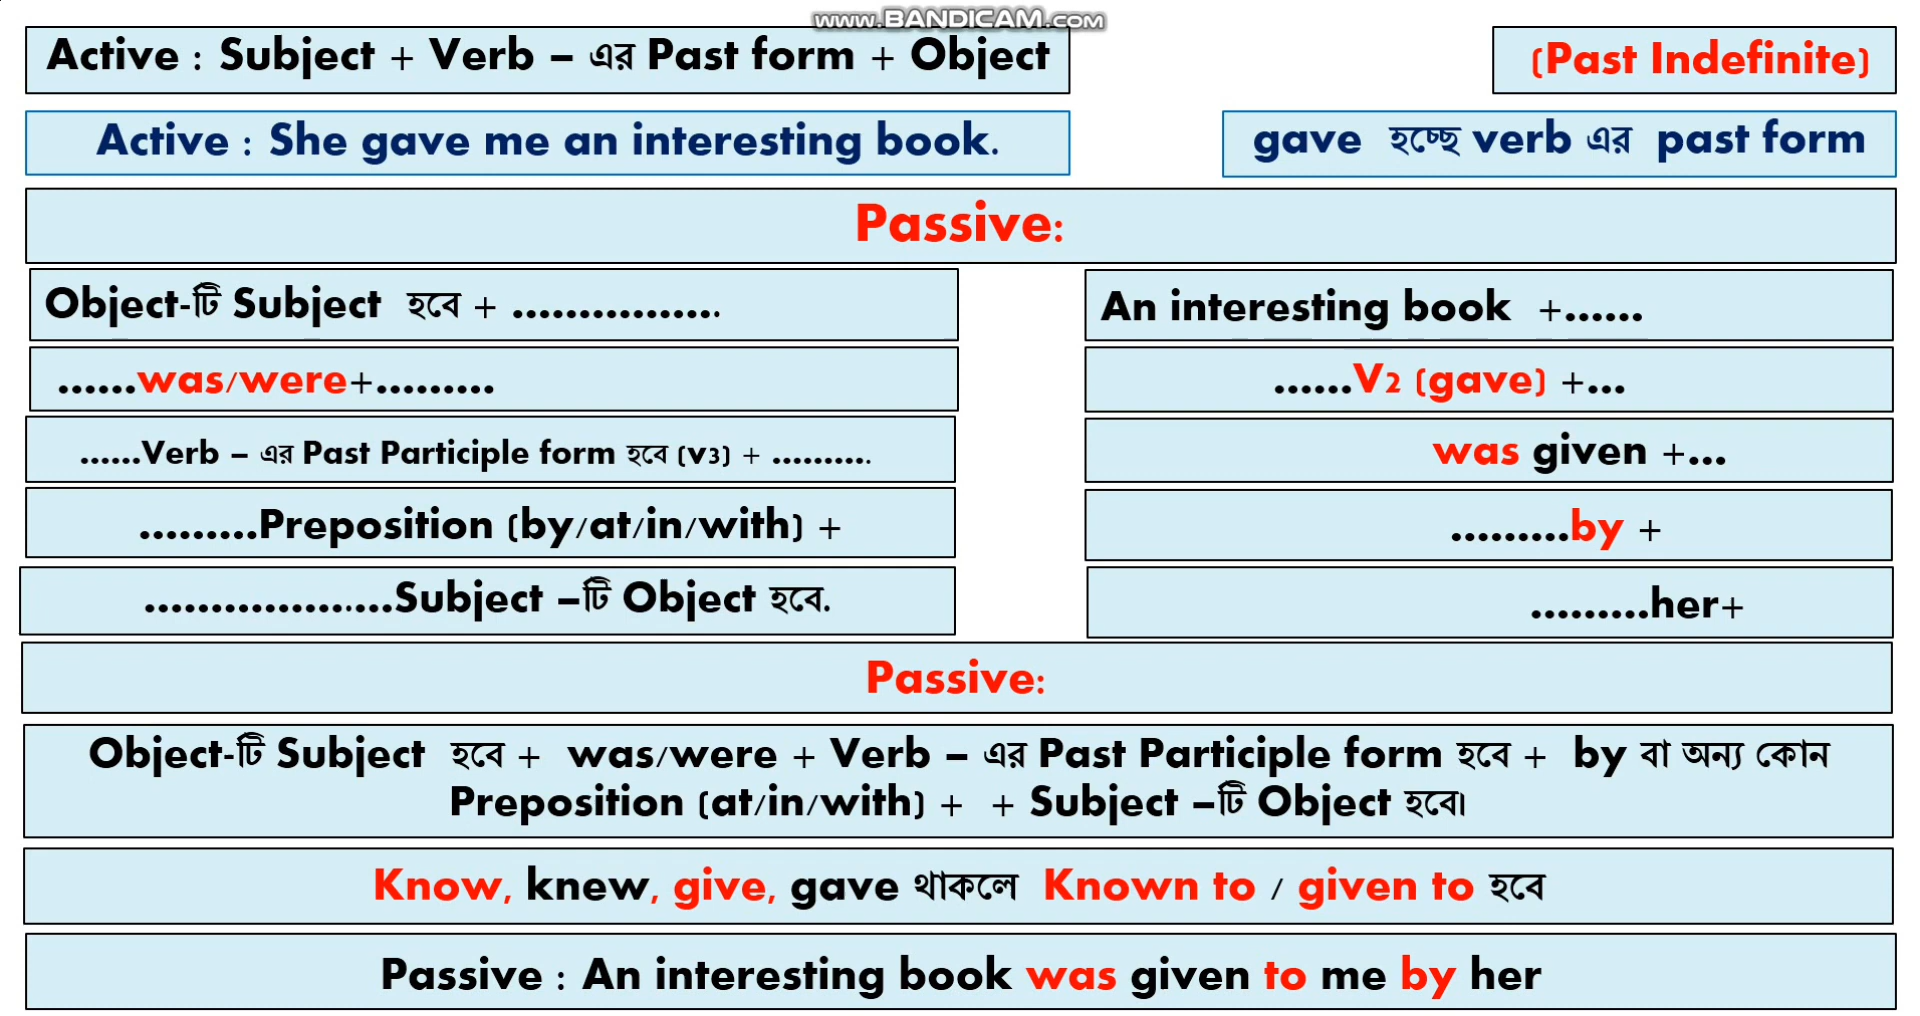 www.BANDICAM.com
Active : Subject + Verb – এর Past form + Object
(Past Indefinite)
Active : She gave me an interesting book.
gave হচ্ছে verb এর past form
Passive:
Object-টি Subject হবে + ................
An interesting book +......
......was/were+.........
......V2 (gave) +...
......Verb – এর Past Participle form হবে (v3) + ..........
was given +...
.........Preposition (by/at/in/with) +
.........by +
...................Subject –টি Object হবে.
.........her+
Passive:
Object-টি Subject হবে + was/were + Verb – এর Past Participle form হবে + by বা অন্য কোন
Preposition (at/in/with) + + Subject –টি Object হবে।
Know, knew, give, gave থাকলে Known to / given to হবে
Passive : An interesting book was given to me by her